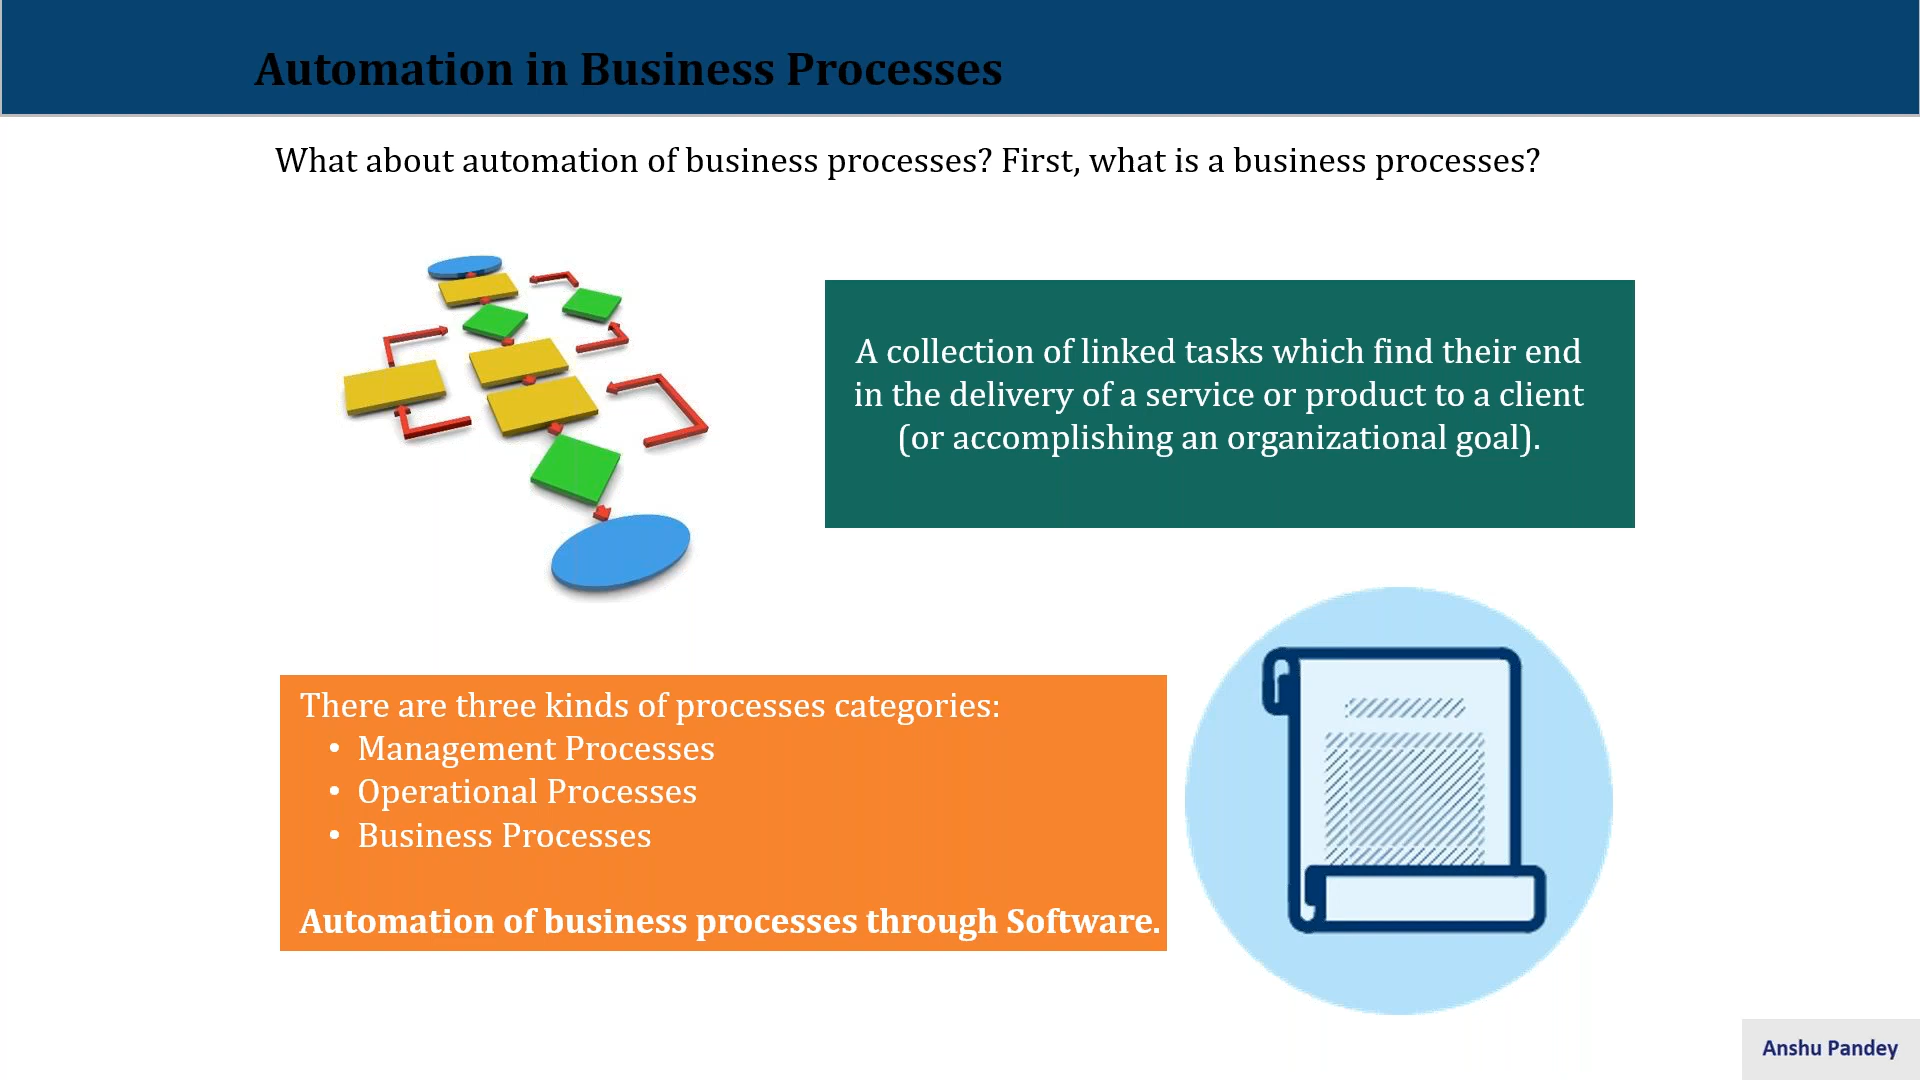 Automation in Business Processes
What about automation of business processes? First, what is a business processes?
A collection of linked tasks which find their end
in the delivery of a service or product to a client
(or accomplishing an organizational goal).
There are three kinds of processes categories:
• Management Processes
• Operational Processes
• Business Processes
Automation of business processes through Software.
Anshu Pandey